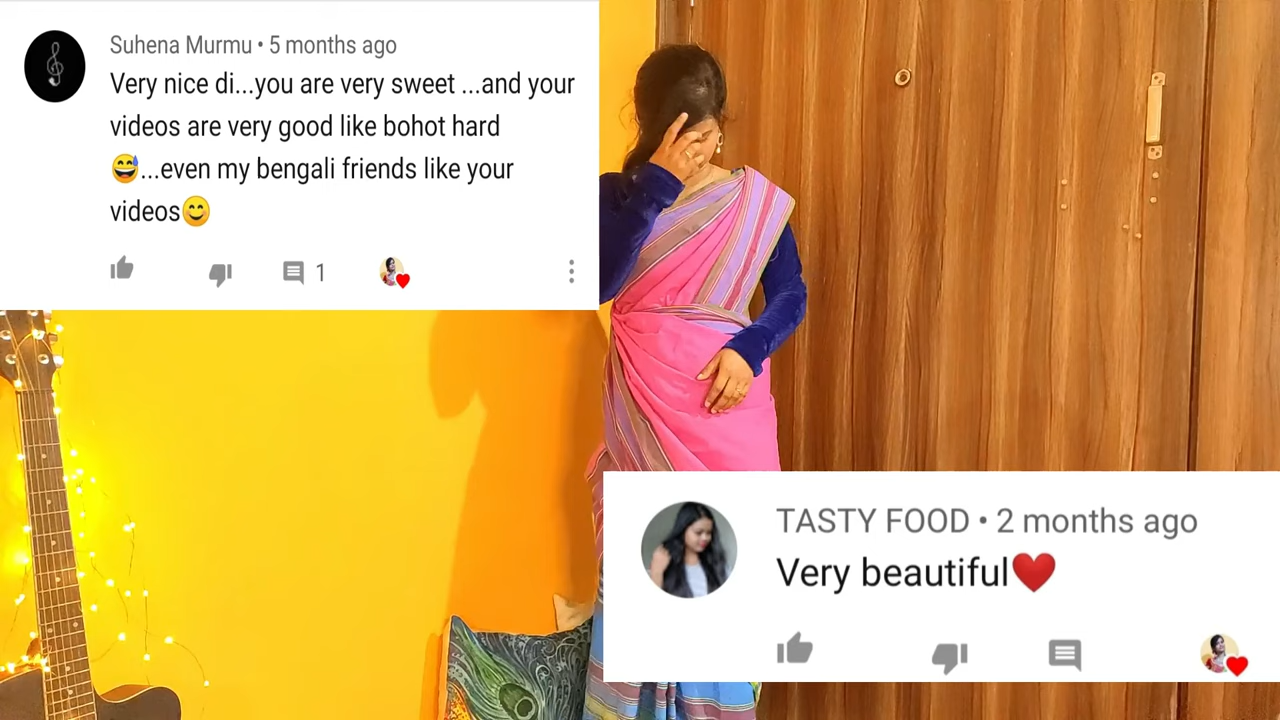 Suhena Murmu • 5 months ago
Very nice di...you are very sweet ...and your
videos are very good like bohot hard
😅...even my bengali friends like your
videos😊
1
TASTY FOOD • 2 months ago
Very beautiful❤️